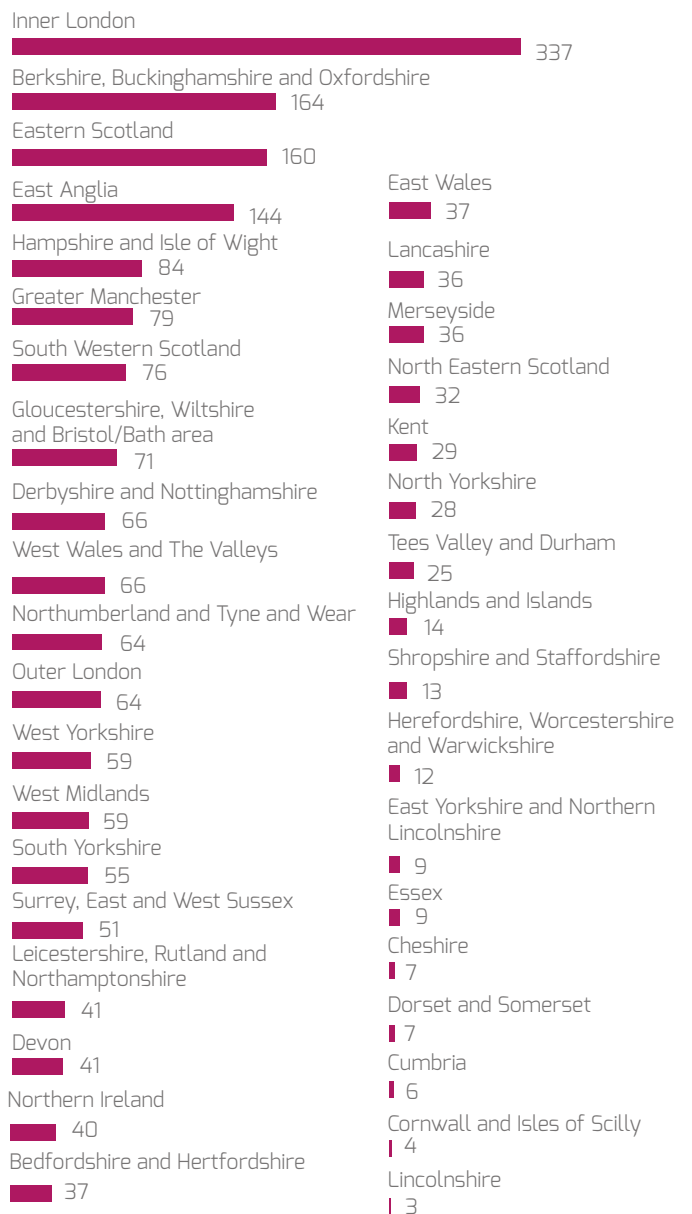 Inner London
337
Berkshire, Buckinghamshire and Oxfordshire
164
Eastern Scotland
160
East Anglia
144
Hampshire and Isle of Wight
84
Greater Manchester
79
South Western Scotland
76
Gloucestershire, Wiltshire
and Bristol/Bath area
71
Derbyshire and Nottinghamshire
66
West Wales and The Valleys
66
Northumberland and Tyne and Wear
64
Outer London
64
West Yorkshire
59
West Midlands
59
South Yorkshire
55
Surrey, East and West Sussex
51
Leicestershire, Rutland and
Northamptonshire
41
Devon
41
Northern Ireland
40
Bedfordshire and Hertfordshire
37
East Wales
37
Lancashire
36
Merseyside
36
North Eastern Scotland
32
Kent
29
North Yorkshire
28
Tees Valley and Durham
25
Highlands and Islands
14
Shropshire and Staffordshire
13
Herefordshire, Worcestershire
and Warwickshire
12
East Yorkshire and Northern
Lincolnshire
9
Essex
9
Cheshire
7
Dorset and Somerset
7
Cumbria
6
Cornwall and Isles of Scilly
4
Lincolnshire
3